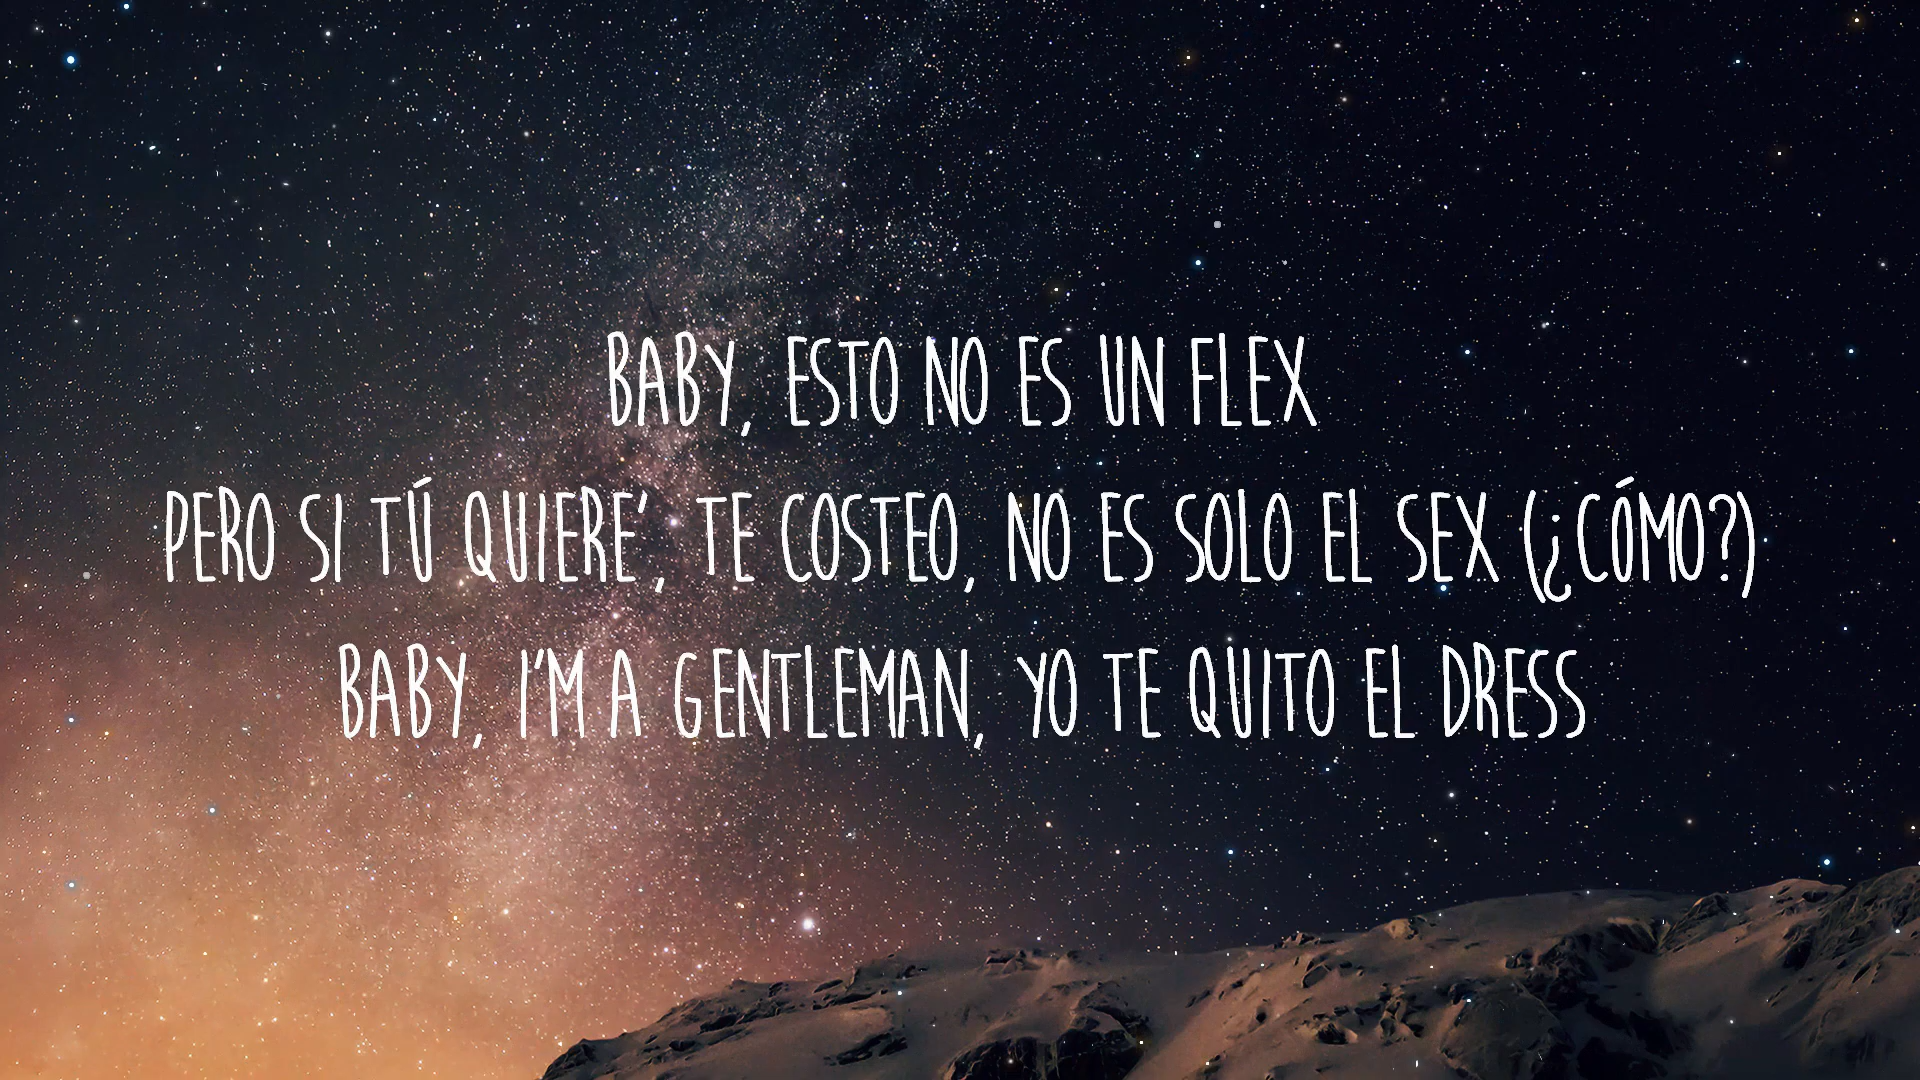 BABY, ESTO NO ES UN FLEX
PERO SI TÚ QUIERE', TE COSTEO, NO ES SOLO EL SEX (¿CÓMO?)
BABY, I'M A GENTLEMAN, YO TE QUITO EL DRESS